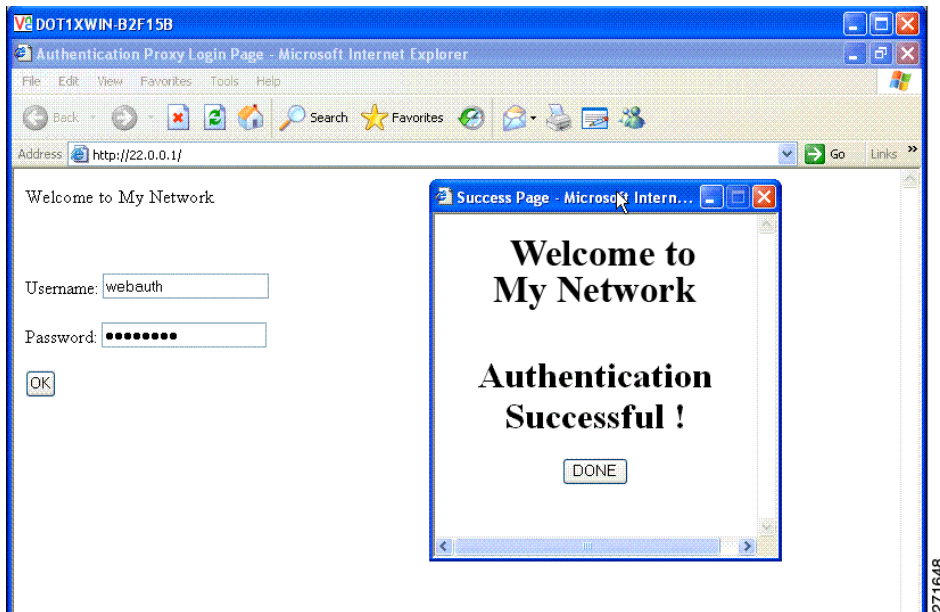 DOT1XWIN-B2F15B
Authentication Proxy Login Page - Microsoft Internet Explorer
File Edit View Favorites Tools Help
Back Search Favorites
Address http://22.0.0.1/ Go Links »
Welcome to My Network
Username: webauth
Password: ●●●●●●●●
OK
Success Page - Microsoft Intern...
Welcome to
My Network
Authentication
Successful !
DONE
271648